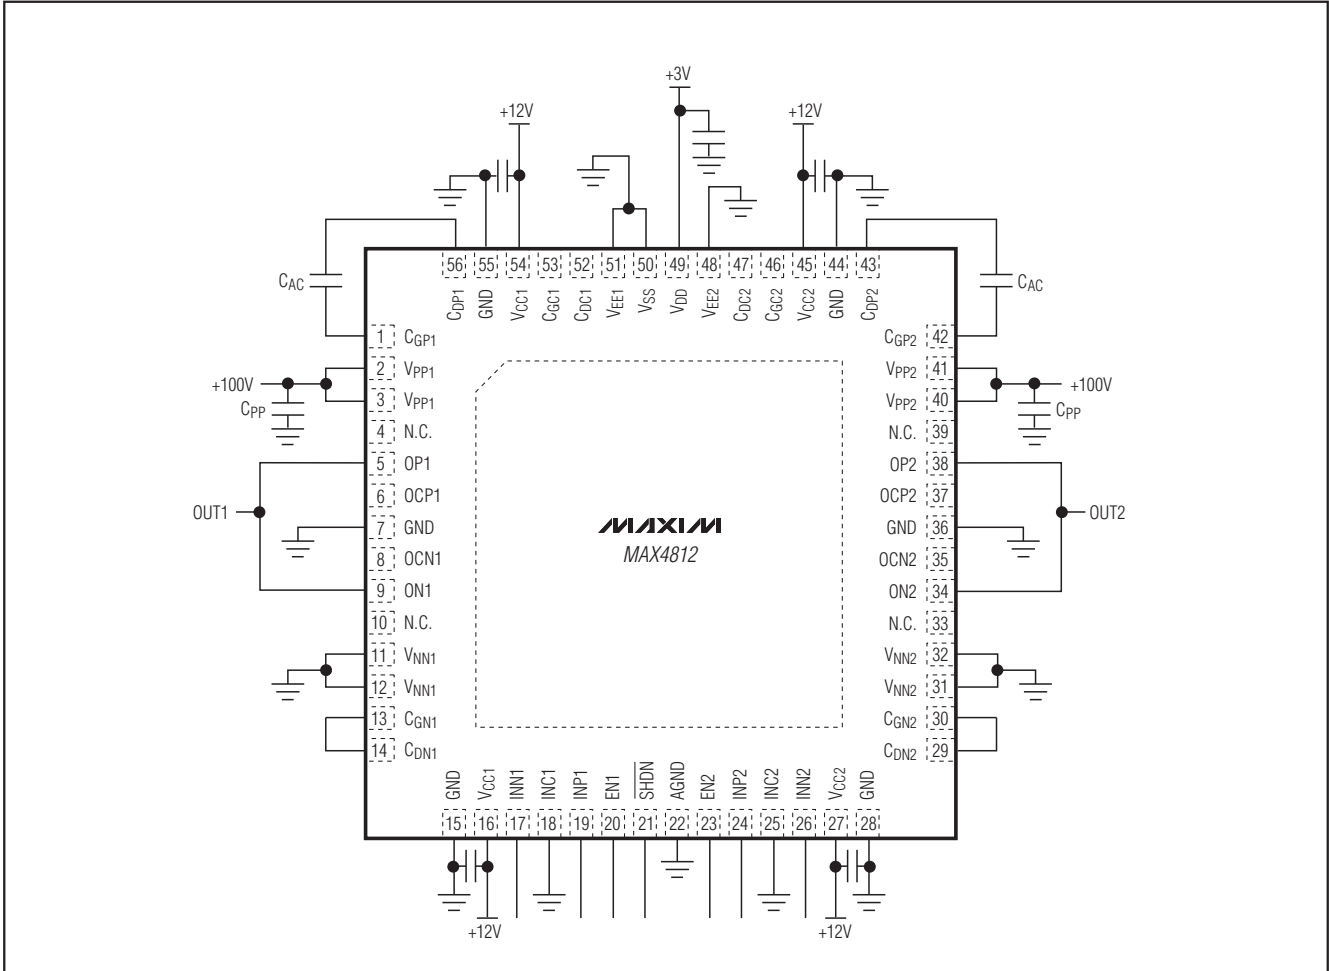 +3V
+12V
+12V
CAC
CAC
56 55 54 53 52 51 50 49 48 47 46 45 44 43
CDP1 GND VCC1 CGC1 CDC1 VEE1 VSS VDD VEE2 CDC2 CGC2 VCC2 GND CDP2
1 CGP1
CGP2 42
+100V
CPP
2 VPP1
VPP2 41
+100V
CPP
3 VPP1
VPP2 40
4 N.C.
N.C. 39
5 OP1
OP2 38
6 OCP1
OCP2 37
OUT1
OUT2
7 GND
GND 36
MAXIM
MAX4812
8 OCN1
OCN2 35
9 ON1
ON2 34
10 N.C.
N.C. 33
11 VNN1
VNN2 32
12 VNN1
VNN2 31
13 CGN1
CGN2 30
14 CDN1
CDN2 29
GND VCC1 INN1 INC1 INP1 EN1 SHDN AGND EN2 INP2 INC2 INN2 VCC2 GND
15 16 17 18 19 20 21 22 23 24 25 26 27 28
+12V
+12V